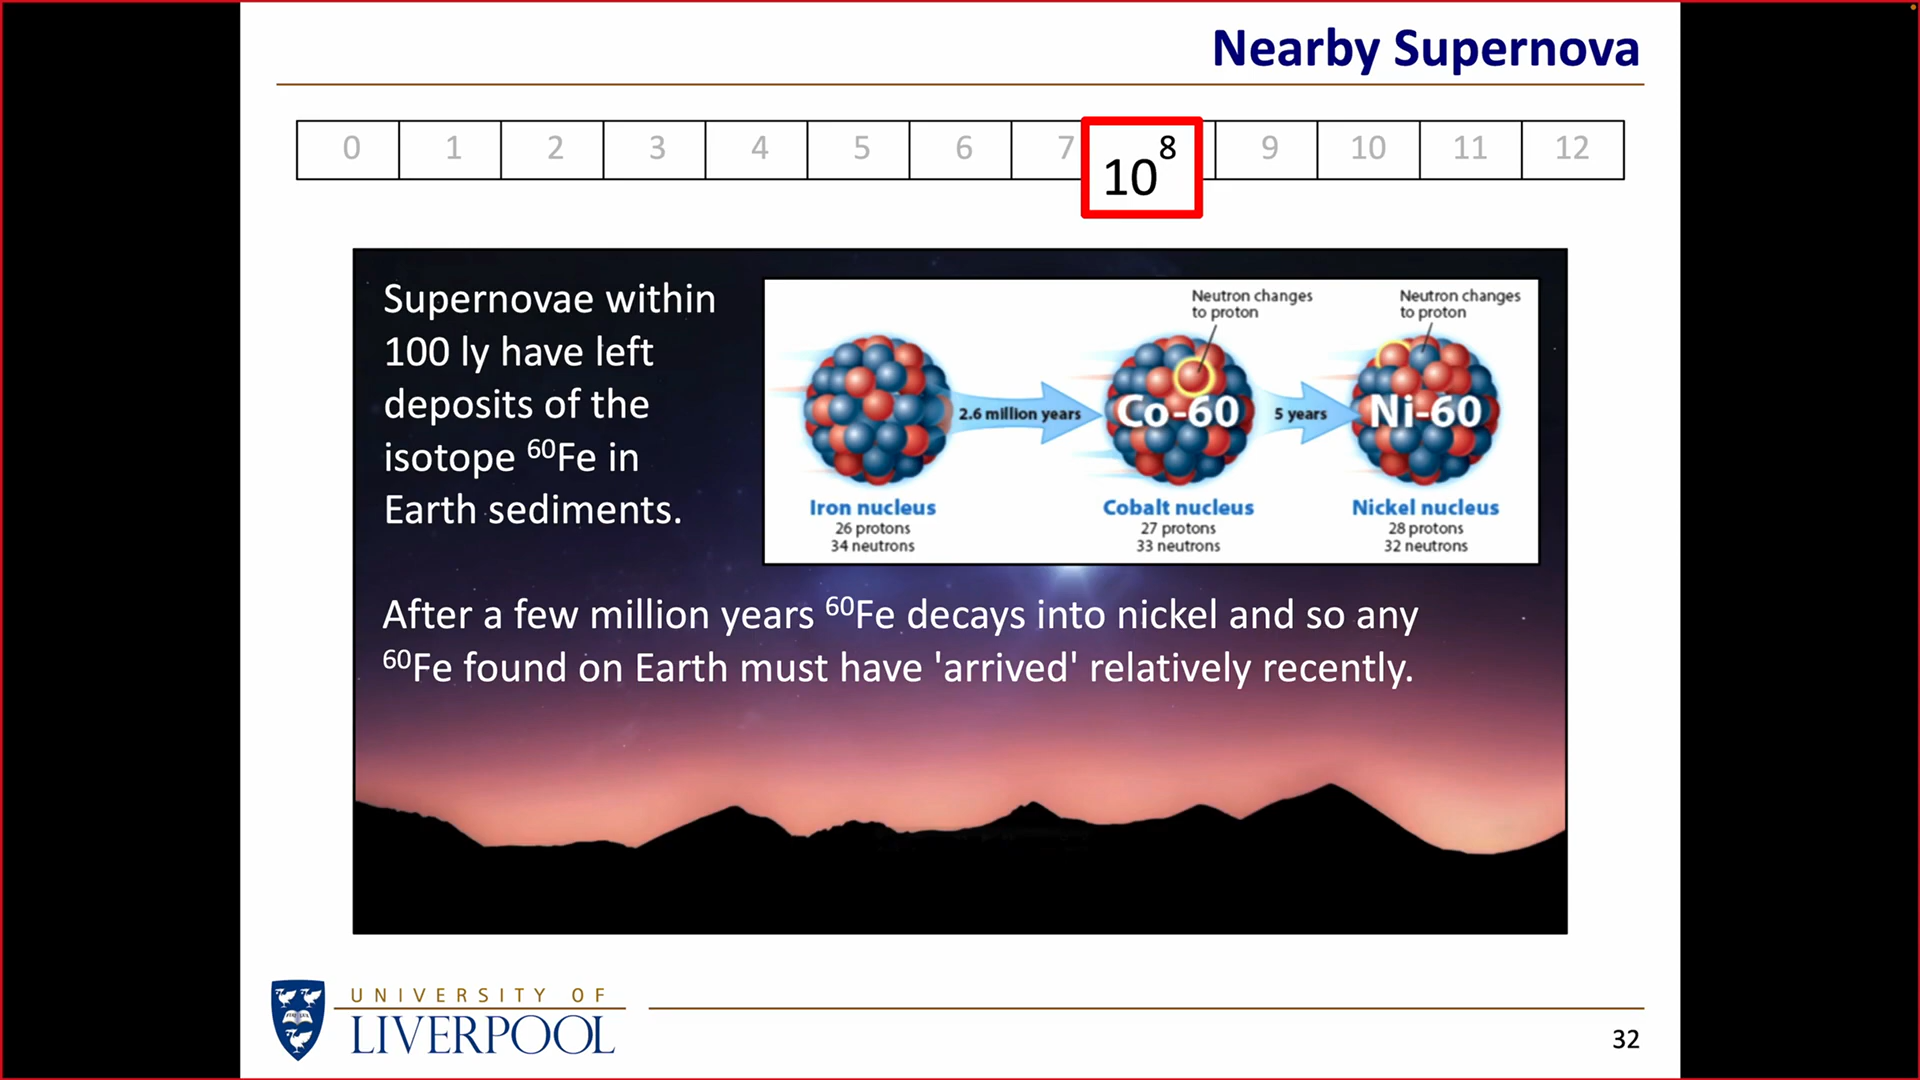 Nearby Supernova
0 1 2 3 4 5 6 7 10⁸ 9 10 11 12
Supernovae within
100 ly have left
deposits of the
isotope ⁶⁰Fe in
Earth sediments.
Neutron changes
to proton
Neutron changes
to proton
2.6 million years
Co-60
5 years
Ni-60
Iron nucleus
26 protons
34 neutrons
Cobalt nucleus
27 protons
33 neutrons
Nickel nucleus
28 protons
32 neutrons
After a few million years ⁶⁰Fe decays into nickel and so any
⁶⁰Fe found on Earth must have 'arrived' relatively recently.
UNIVERSITY OF
LIVERPOOL
32